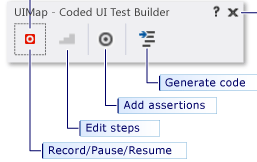 UIMap - Coded UI Test Builder ? ×
Generate code
Add assertions
Edit steps
Record/Pause/Resume